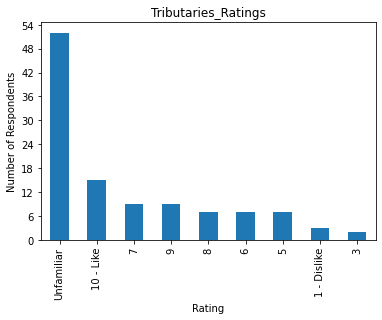 Tributaries_Ratings
Number of Respondents
54
48
42
36
30
24
18
12
6
0
Unfamiliar
10 - Like
7
9
8
6
5
1 - Dislike
3
Rating